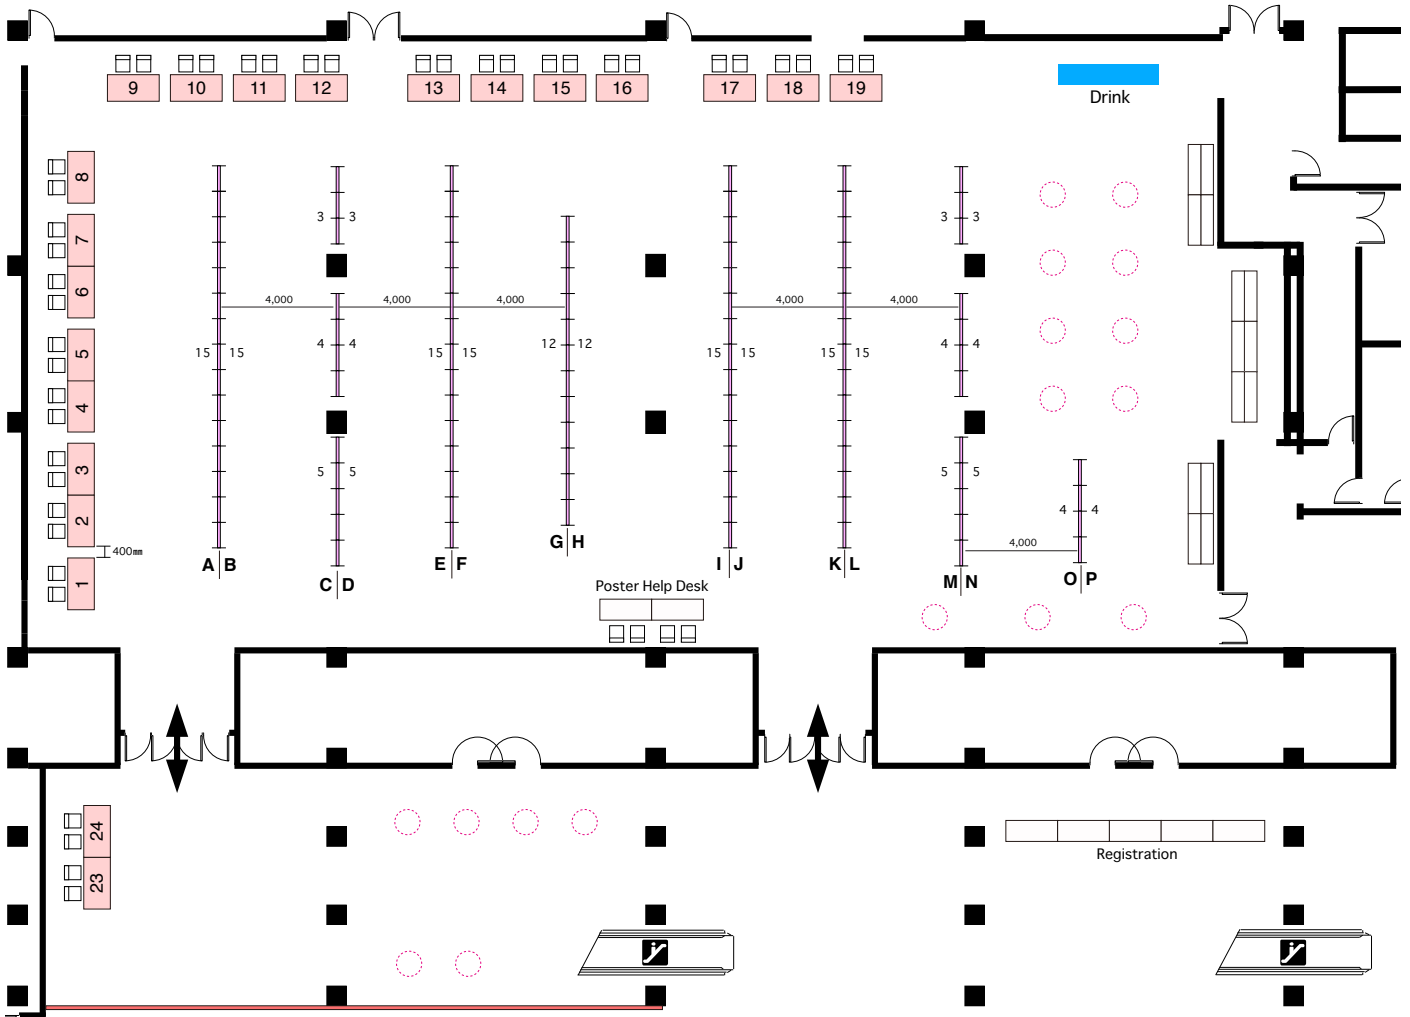 9 10 11 12 13 14 15 16 17 18 19
Drink
8
7
6
5
4
3
2
1
3 3
3 3
4,000 4,000 4,000 4,000 4,000
15 15
4 4
15 15
12 12
15 15
15 15
4 4
5 5
5 5
4 4
4,000
400mm
A B
C D
E F
G H
I J
K L
M N
O P
Poster Help Desk
24
23
Registration